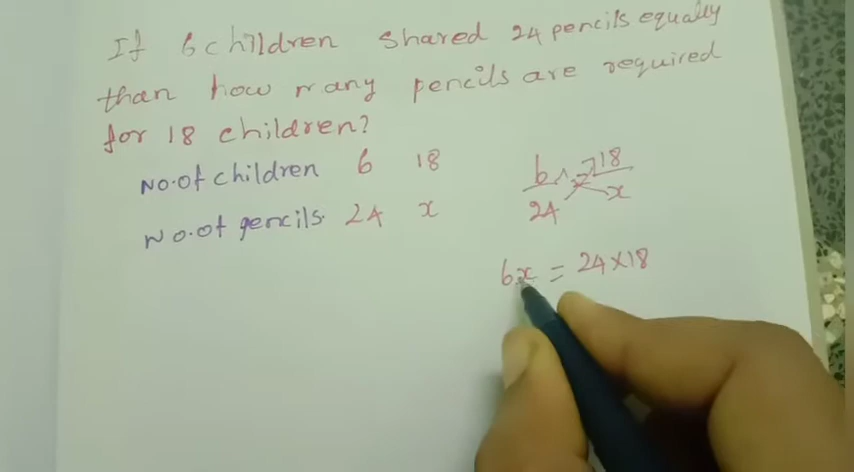 If 6 children shared 24 pencils equally
than how many pencils are required
for 18 children?
No. of children 6 18
No. of pencils. 24 x
6 = 18
24 x
6x = 24 x 18